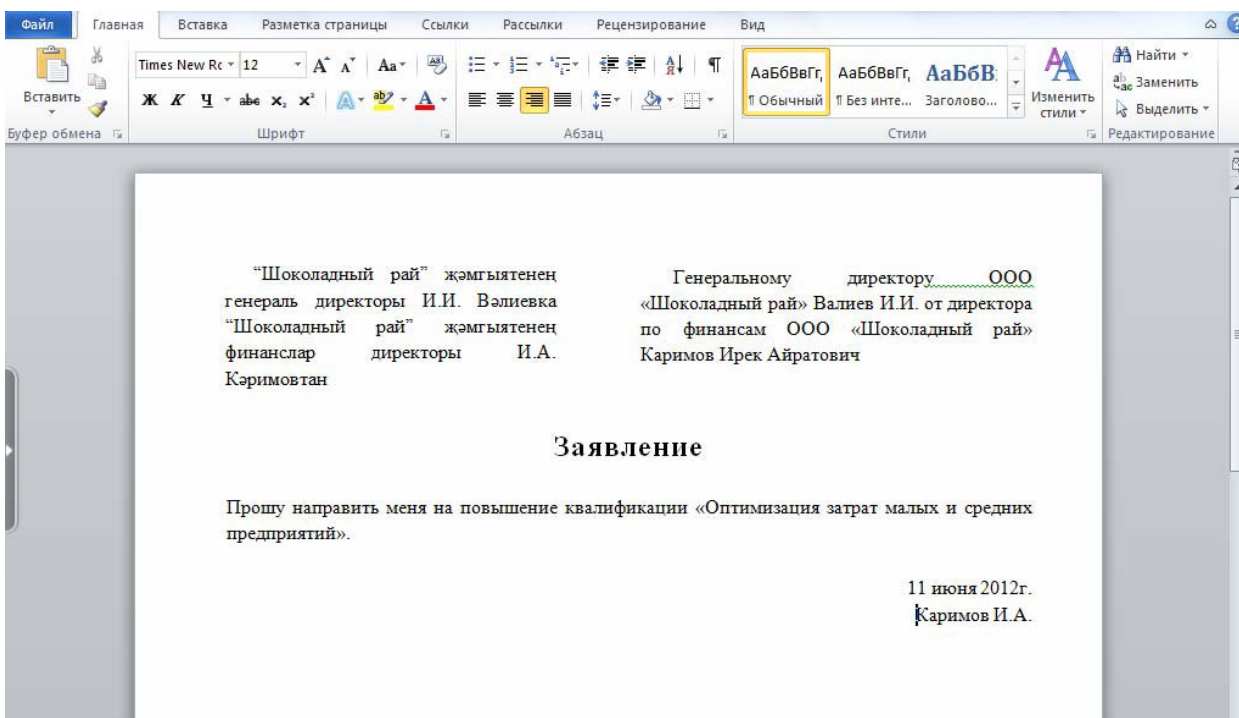 Файл Главная Вставка Разметка страницы Ссылки Рассылки Рецензирование Вид
Вставить
Times New Rc 12
Ж К Ч abc x₂ x²
АаБбВвГг, АаБбВвГг, АаБбВ
¶ Обычный ¶ Без инте... Заголово...
Изменить стили
Найти
Заменить
Выделить
Буфер обмена Шрифт Абзац Стили Редактирование
“Шоколадный рай” җәмгыятенең
генераль директоры И.И. Вәлиевка
“Шоколадный рай” җәмгыятенең
финанслар директоры И.А.
Кәримовтан
Генеральному директору ООО
«Шоколадный рай» Валиев И.И. от директора
по финансам ООО «Шоколадный рай»
Каримов Ирек Айратович
Заявление
Прошу направить меня на повышение квалификации «Оптимизация затрат малых и средних
предприятий».
11 июня 2012г.
Каримов И.А.